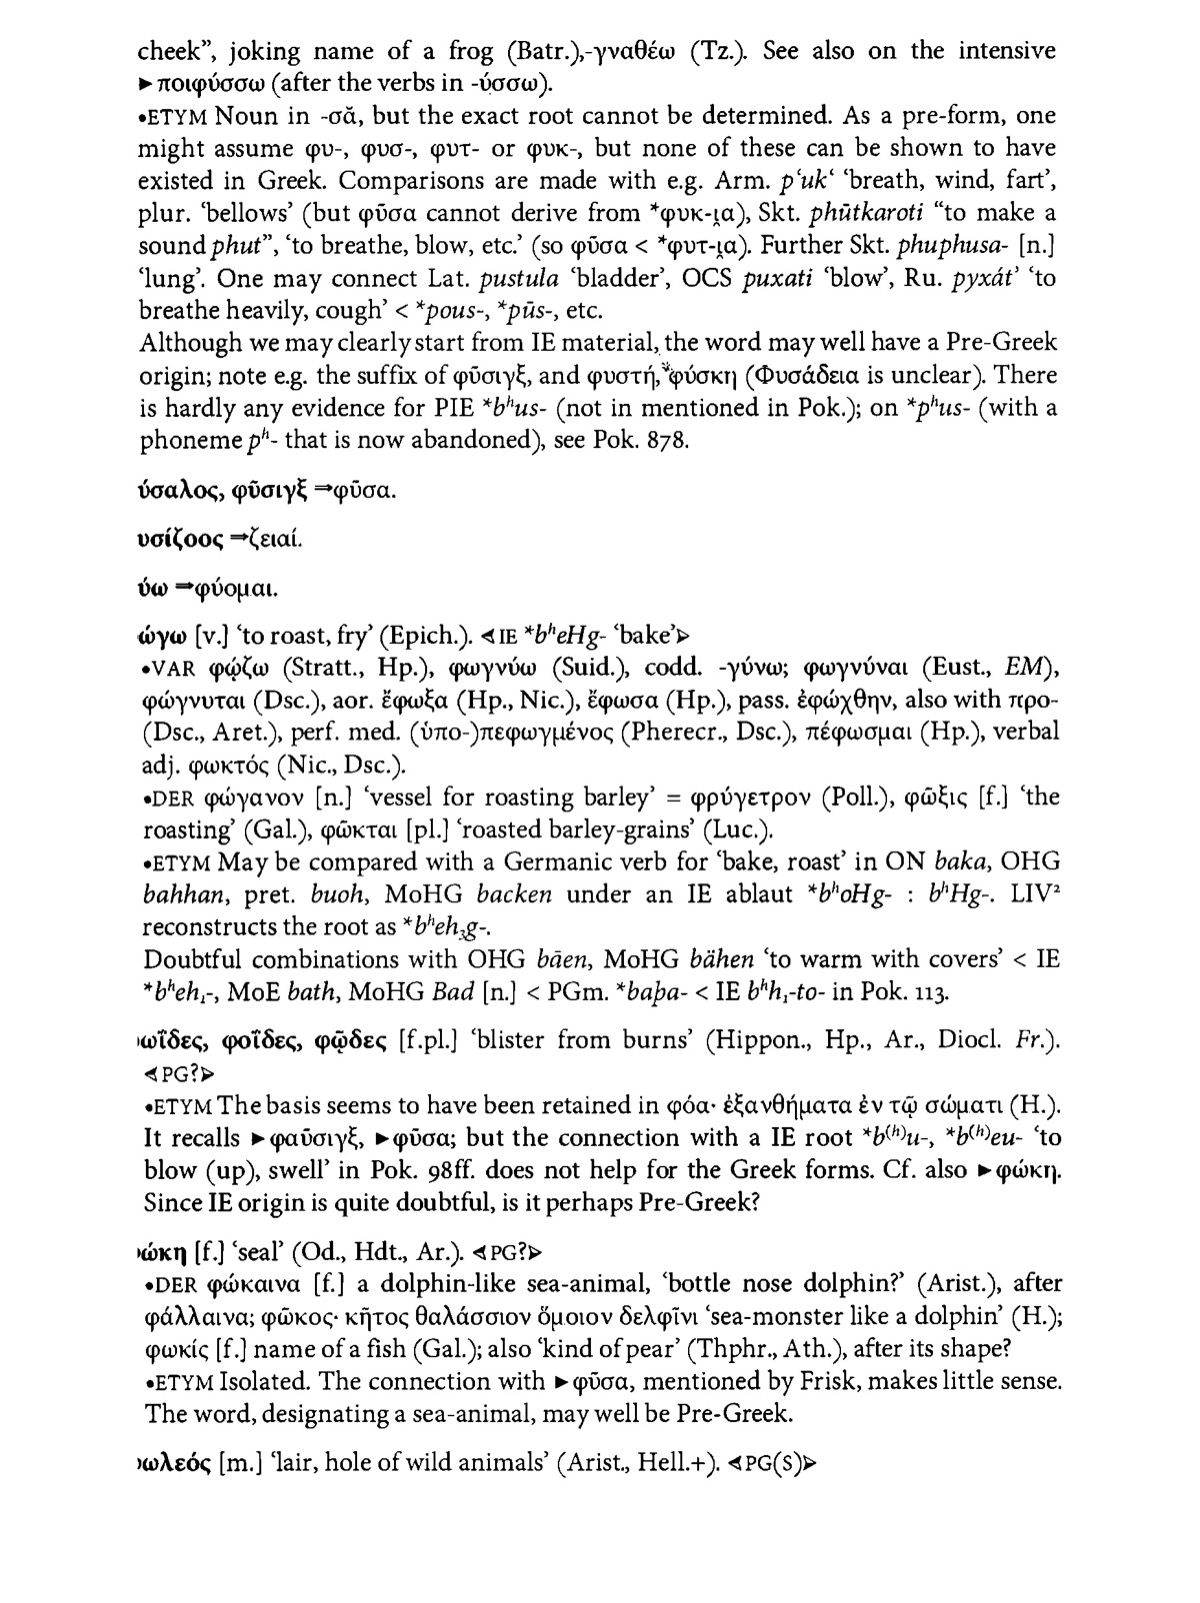 cheek”, joking name of a frog (Batr.),-γναθέω (Tz.). See also on the intensive
►ποιφύσσω (after the verbs in -ύσσω).
•ETYM Noun in -σᾰ, but the exact root cannot be determined. As a pre-form, one
might assume φυ-, φυσ-, φυτ- or φυκ-, but none of these can be shown to have
existed in Greek. Comparisons are made with e.g. Arm. pʻukʻ ‘breath, wind, fart’,
plur. ‘bellows’ (but φῦσα cannot derive from *φυκ-ι̯α), Skt. phūtkaroti “to make a
sound phut”, ‘to breathe, blow, etc.’ (so φῦσα < *φυτ-ι̯α). Further Skt. phuphusa- [n.]
‘lung’. One may connect Lat. pustula ‘bladder’, OCS puxati ‘blow’, Ru. pyxát’ ‘to
breathe heavily, cough’ < *pous-, *pūs-, etc.
Although we may clearly start from IE material, the word may well have a Pre-Greek
origin; note e.g. the suffix of φῦσιγξ, and φυστή, φύσκη (Φυσάδεια is unclear). There
is hardly any evidence for PIE *bʰus- (not in mentioned in Pok.); on *pʰus- (with a
phoneme pʰ- that is now abandoned), see Pok. 878.
ύσαλος, φῦσιγξ ⇒φῦσα.
υσίζοος ⇒ζειαί.
ύω ⇒φύομαι.
ώγω [v.] ‘to roast, fry’ (Epich.). ⊲IE *bʰeHg- ‘bake’⊳
•VAR φῴζω (Stratt., Hp.), φωγνύω (Suid.), codd. -γύνω; φωγνύναι (Eust., EM),
φώγνυται (Dsc.), aor. ἔφωξα (Hp., Nic.), ἔφωσα (Hp.), pass. ἐφώχθην, also with προ-
(Dsc., Aret.), perf. med. (ὑπο-)πεφωγμένος (Pherecr., Dsc.), πέφωσμαι (Hp.), verbal
adj. φωκτός (Nic., Dsc.).
•DER φώγανον [n.] ‘vessel for roasting barley’ = φρύγετρον (Poll.), φῶξις [f.] ‘the
roasting’ (Gal.), φῶκται [pl.] ‘roasted barley-grains’ (Luc.).
•ETYM May be compared with a Germanic verb for ‘bake, roast’ in ON baka, OHG
bahhan, pret. buoh, MoHG backen under an IE ablaut *bʰoHg- : bʰHg-. LIV²
reconstructs the root as *bʰeh₃g-.
Doubtful combinations with OHG bāen, MoHG bähen ‘to warm with covers’ < IE
*bʰeh₁-, MoE bath, MoHG Bad [n.] < PGm. *baþa- < IE bʰh₁-to- in Pok. 113.
ωΐδες, φοΐδες, φῷδες [f.pl.] ‘blister from burns’ (Hippon., Hp., Ar., Diocl. Fr.).
⊲PG?⊳
•ETYM The basis seems to have been retained in φόα· ἐξανθήματα ἐν τῷ σώματι (H.).
It recalls ►φαῦσιγξ, ►φῦσα; but the connection with a IE root *b⁽ʰ⁾u-, *b⁽ʰ⁾eu- ‘to
blow (up), swell’ in Pok. 98ff. does not help for the Greek forms. Cf. also ►φώκη.
Since IE origin is quite doubtful, is it perhaps Pre-Greek?
ώκη [f.] ‘seal’ (Od., Hdt., Ar.). ⊲PG?⊳
•DER φώκαινα [f.] a dolphin-like sea-animal, ‘bottle nose dolphin?’ (Arist.), after
φάλλαινα; φῶκος· κῆτος θαλάσσιον ὅμοιον δελφῖνι ‘sea-monster like a dolphin’ (H.);
φωκίς [f.] name of a fish (Gal.); also ‘kind of pear’ (Thphr., Ath.), after its shape?
•ETYM Isolated. The connection with ►φῦσα, mentioned by Frisk, makes little sense.
The word, designating a sea-animal, may well be Pre-Greek.
ωλεός [m.] ‘lair, hole of wild animals’ (Arist., Hell.+). ⊲PG(S)⊳